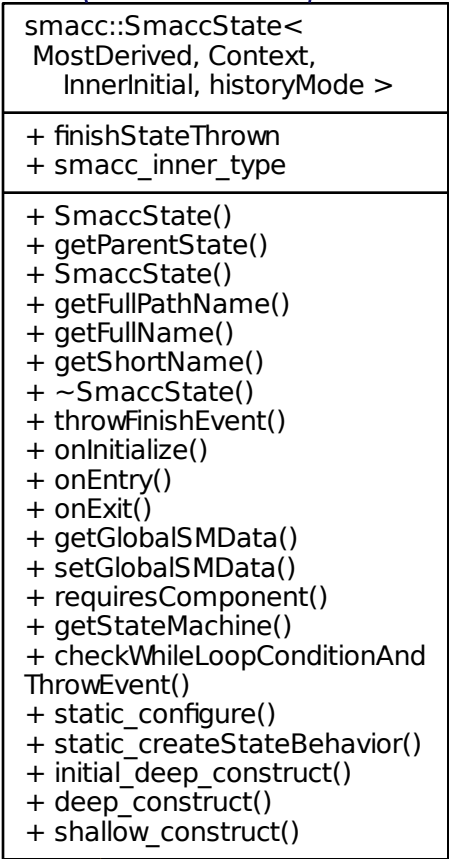 smacc::SmaccState<
MostDerived, Context,
InnerInitial, historyMode >
+ finishStateThrown
+ smacc_inner_type
+ SmaccState()
+ getParentState()
+ SmaccState()
+ getFullPathName()
+ getFullName()
+ getShortName()
+ ~SmaccState()
+ throwFinishEvent()
+ onInitialize()
+ onEntry()
+ onExit()
+ getGlobalSMData()
+ setGlobalSMData()
+ requiresComponent()
+ getStateMachine()
+ checkWhileLoopConditionAnd
ThrowEvent()
+ static_configure()
+ static_createStateBehavior()
+ initial_deep_construct()
+ deep_construct()
+ shallow_construct()